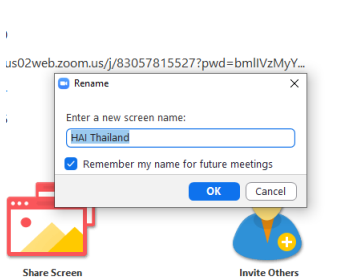 us02web.zoom.us/j/83057815527?pwd=bmlIVzMyY...
Rename
Enter a new screen name:
HAI Thailand
Remember my name for future meetings
OK Cancel
Share Screen Invite Others